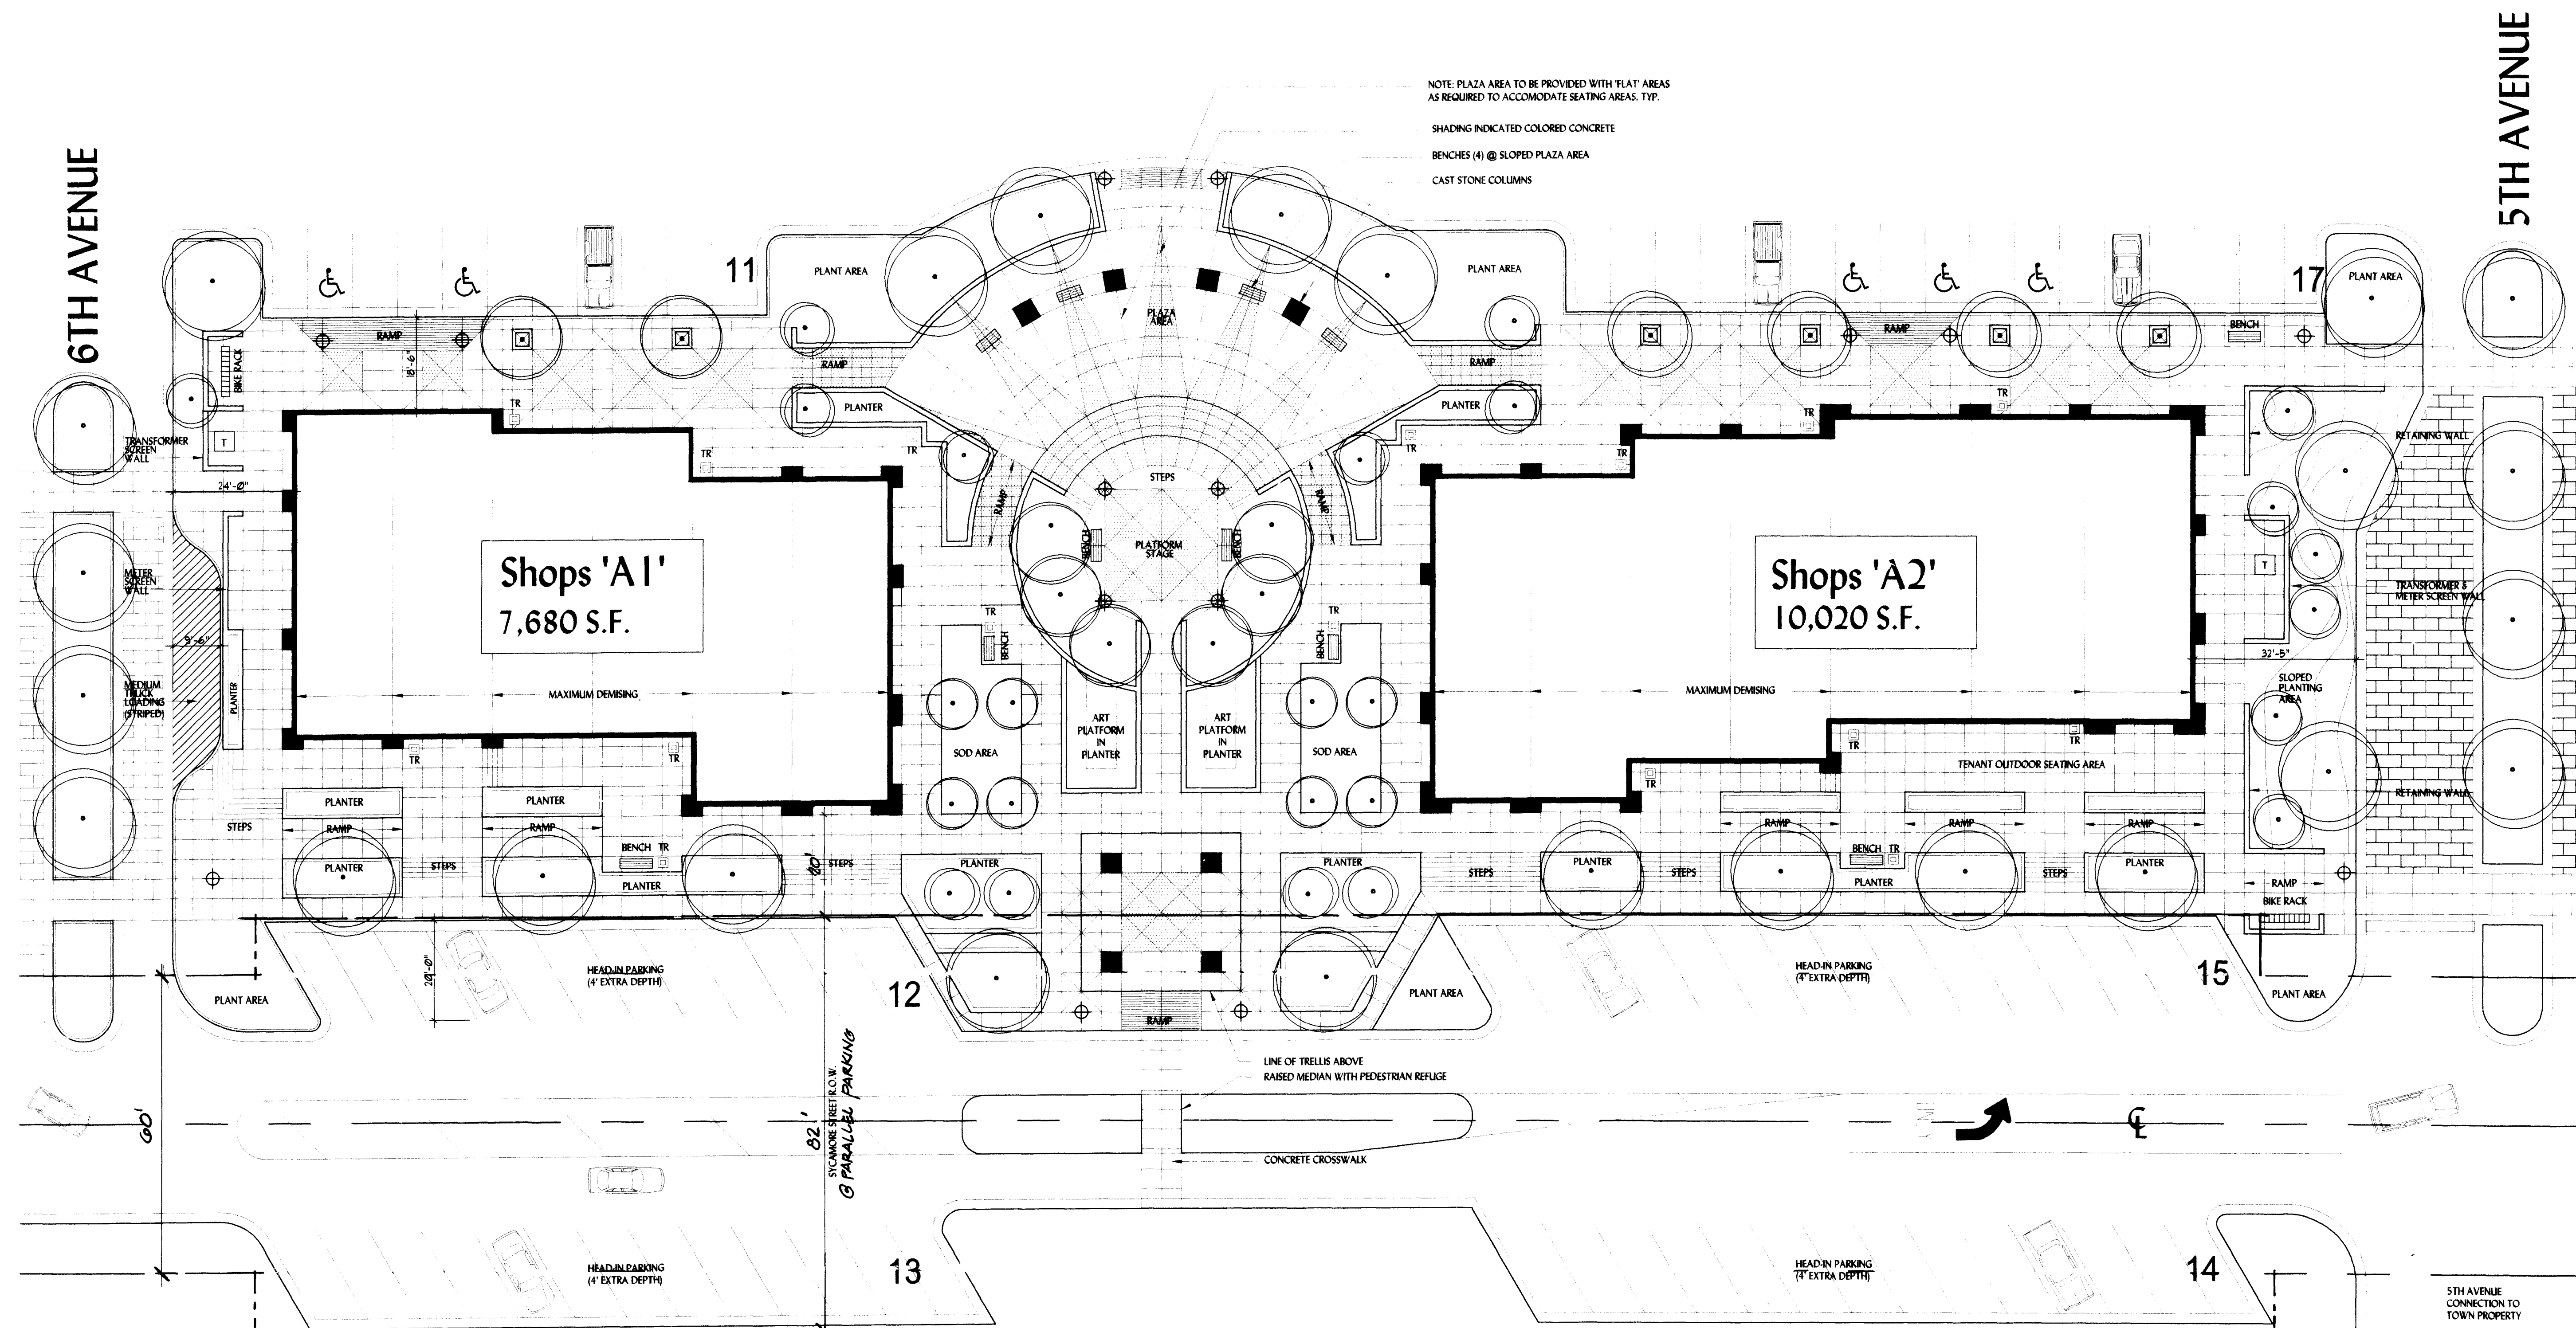 6TH AVENUE
5TH AVENUE
NOTE: PLAZA AREA TO BE PROVIDED WITH 'FLAT' AREAS
AS REQUIRED TO ACCOMODATE SEATING AREAS, TYP.
SHADING INDICATED COLORED CONCRETE
BENCHES (4) @ SLOPED PLAZA AREA
CAST STONE COLUMNS
11
PLANT AREA
PLANT AREA
17
PLANT AREA
PLAZA
AREA
RAMP
18'-6"
BIKE RACK
RAMP
RAMP
RAMP
BENCH
TR
PLANTER
PLANTER
TR
TR
TR
TR
TR
TR
T
TRANSFORMER
SCREEN
WALL
24'-0"
RETAINING WALL
STEPS
RAMP
RAMP
BENCH
PLATFORM
STAGE
BENCH
Shops 'A1'
7,680 S.F.
Shops 'A2'
10,020 S.F.
METER
SCREEN
WALL
T
TRANSFORMER &
METER SCREEN WALL
9'-6"
TR
BENCH
TR
BENCH
32'-5"
MEDIUM
TRUCK
LOADING
(STRIPED)
PLANTER
MAXIMUM DEMISING
MAXIMUM DEMISING
SLOPED
PLANTING
AREA
ART
PLATFORM
IN
PLANTER
ART
PLATFORM
IN
PLANTER
SOD AREA
SOD AREA
TR
TR
TR
TR
TR
TENANT OUTDOOR SEATING AREA
RETAINING WALL
PLANTER
PLANTER
STEPS
RAMP
RAMP
RAMP
RAMP
RAMP
BENCH TR
BENCH TR
PLANTER
STEPS
PLANTER
20'
STEPS
PLANTER
PLANTER
STEPS
PLANTER
STEPS
PLANTER
STEPS
PLANTER
RAMP
BIKE RACK
HEAD-IN PARKING
(4' EXTRA DEPTH)
20'-0"
12
HEAD-IN PARKING
(4' EXTRA DEPTH)
15
PLANT AREA
PLANT AREA
PLANT AREA
RAMP
LINE OF TRELLIS ABOVE
RAISED MEDIAN WITH PEDESTRIAN REFUGE
60'
82'
SYCAMORE STREET R.O.W.
@ PARALLEL PARKING
CL
CONCRETE CROSSWALK
HEAD-IN PARKING
(4' EXTRA DEPTH)
13
HEAD-IN PARKING
(4' EXTRA DEPTH)
14
5TH AVENUE
CONNECTION TO
TOWN PROPERTY